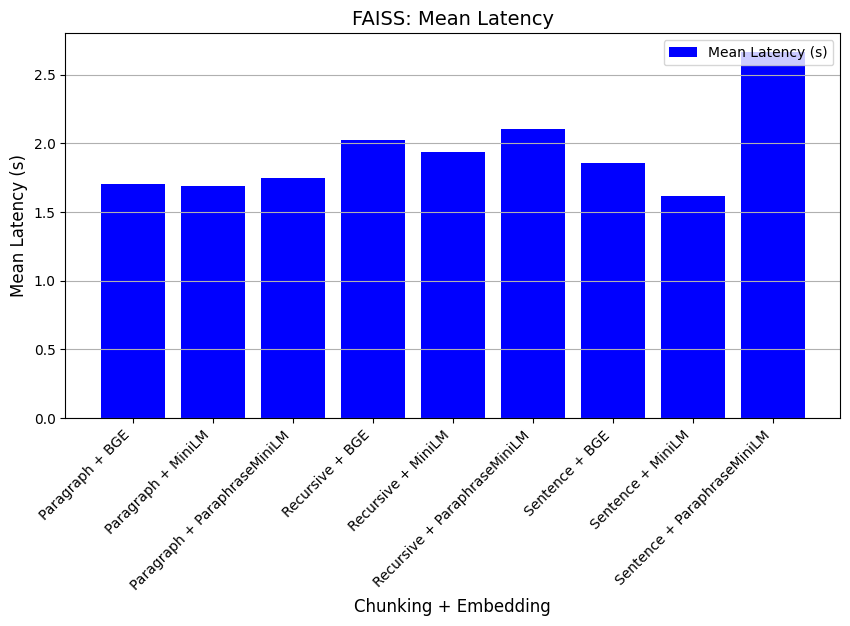 FAISS: Mean Latency
Mean Latency (s)
Mean Latency (s)
2.5
2.0
1.5
1.0
0.5
0.0
Paragraph + BGE
Paragraph + MiniLM
Paragraph + ParaphraseMiniLM
Recursive + BGE
Recursive + MiniLM
Recursive + ParaphraseMiniLM
Sentence + BGE
Sentence + MiniLM
Sentence + ParaphraseMiniLM
Chunking + Embedding